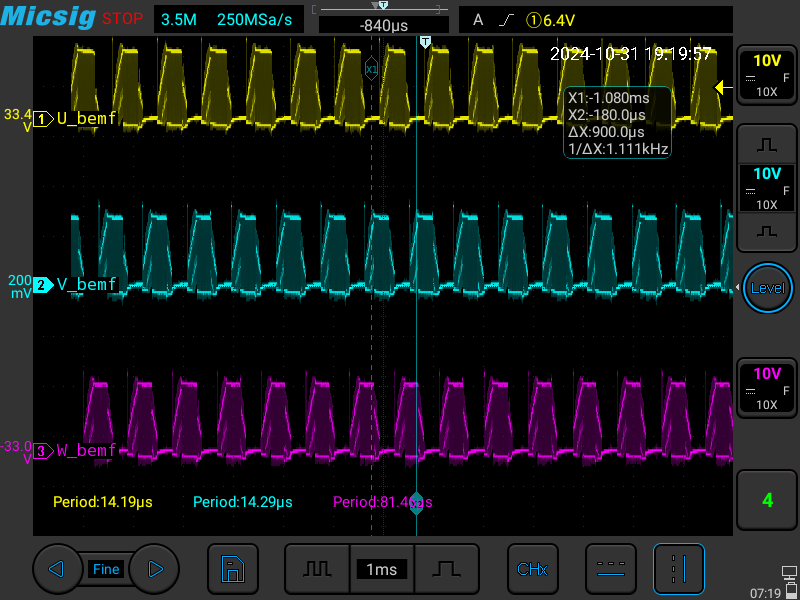 Micsig STOP 3.5M 250MSa/s T -840μs A ①6.4V
T 2024-10-31 19:19:57
X1
X1:-1.080ms
X2:-180.0μs
ΔX:900.0μs
1/ΔX:1.111kHz
33.4 V 1 U_bemf
200 mV 2 V_bemf
-33.0 V 3 W_bemf
Period:14.19μs Period:14.29μs Period:81.46μs
10V
F
10X
10V
F
10X
Level
10V
F
10X
4
Fine 1ms CHx
07:19